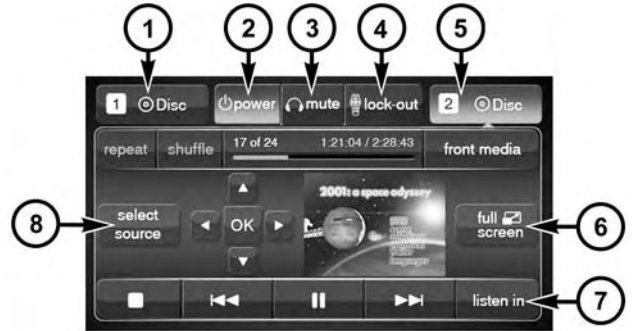 1 2 3 4 5
1 Disc power mute lock-out 2 Disc
repeat shuffle 17 of 24 1:21:04 / 2:28:43 front media
2001: a space odyssey
select
source
OK
full
screen
8
6
languages
listen in
7